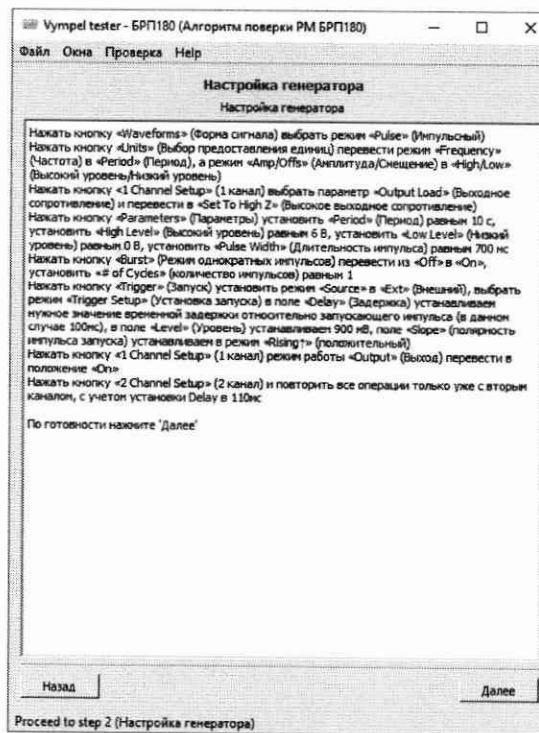 Vympel tester - БРП180 (Алгоритм поверки РМ БРП180)
Файл Окна Проверка Help
Настройка генератора
Настройка генератора
Нажать кнопку «Waveforms» (Форма сигнала) выбрать режим «Pulse» (Импульсный)
Нажать кнопку «Units» (Выбор предоставления единиц) перевести режим «Frequency»
(Частота) в «Period» (Период), а режим «Amp/Offs» (Амплитуда/Смещение) в «High/Low»
(Высокий уровень/Низкий уровень)
Нажать кнопку «1 Channel Setup» (1 канал) выбрать параметр «Output Load» (Выходное
сопротивление) и перевести в «Set To High Z» (Высокое выходное сопротивление)
Нажать кнопку «Parameters» (Параметры) установить «Period» (Период) равным 10 с,
установить «High Level» (Высокий уровень) равным 6 В, установить «Low Level» (Низкий
уровень) равным 0 В, установить «Pulse Width» (Длительность импульса) равным 700 мс
Нажать кнопку «Burst» (Режим однократных импульсов) перевести из «Off» в «On»,
установить «# of Cycles» (количество импульсов) равным 1
Нажать кнопку «Trigger» (Запуск) установить режим «Source» в «Ext» (Внешний), выбрать
режим «Trigger Setup» (Установка запуска) в поле «Delay» (Задержка) устанавливаем
нужное значение временной задержки относительно запускающего импульса (в данном
случае 100мс), в поле «Level» (Уровень) устанавливаем 900 мВ, поле «Slope» (полярность
импульса запуска) устанавливаем в режим «Rising↑» (положительный)
Нажать кнопку «1 Channel Setup» (1 канал) режим работы «Output» (Выход) перевести в
положение «On»
Нажать кнопку «2 Channel Setup» (2 канал) и повторить все операции только уже с вторым
каналом, с учетом установки Delay в 110мс
По готовности нажмите 'Далее'
Назад
Далее
Proceed to step 2 (Настройка генератора)